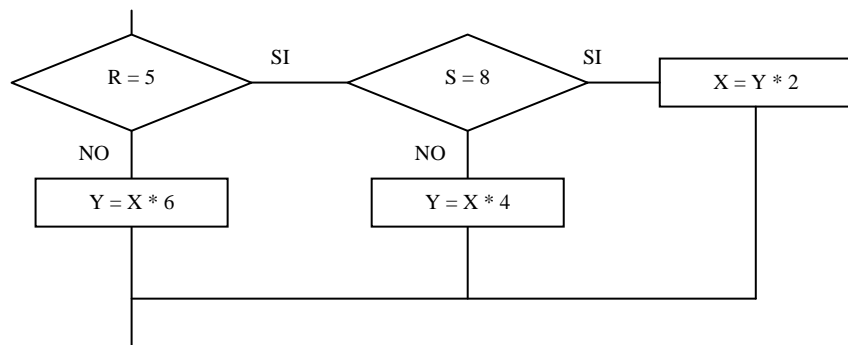 R = 5
SI
S = 8
SI
X = Y * 2
NO
NO
Y = X * 6
Y = X * 4